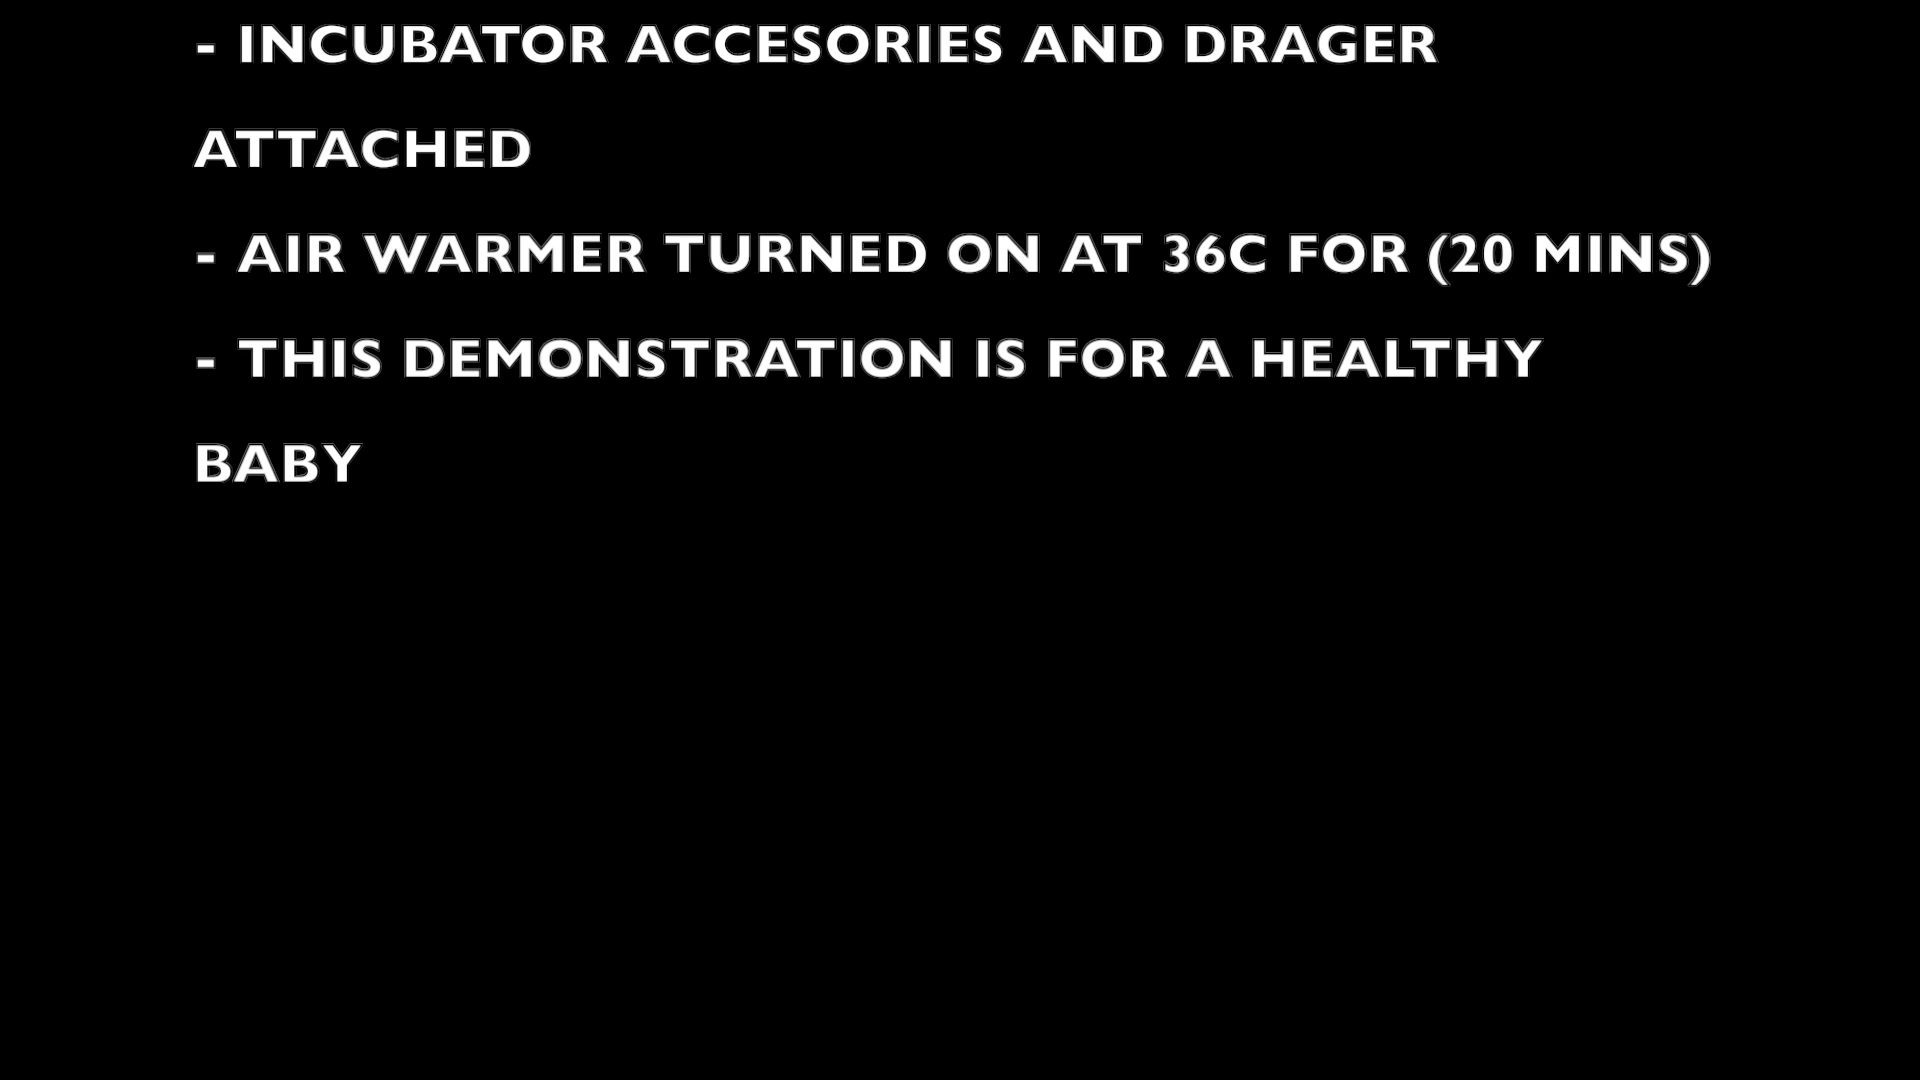 - INCUBATOR ACCESORIES AND DRAGER
ATTACHED
- AIR WARMER TURNED ON AT 36C FOR (20 MINS)
- THIS DEMONSTRATION IS FOR A HEALTHY
BABY